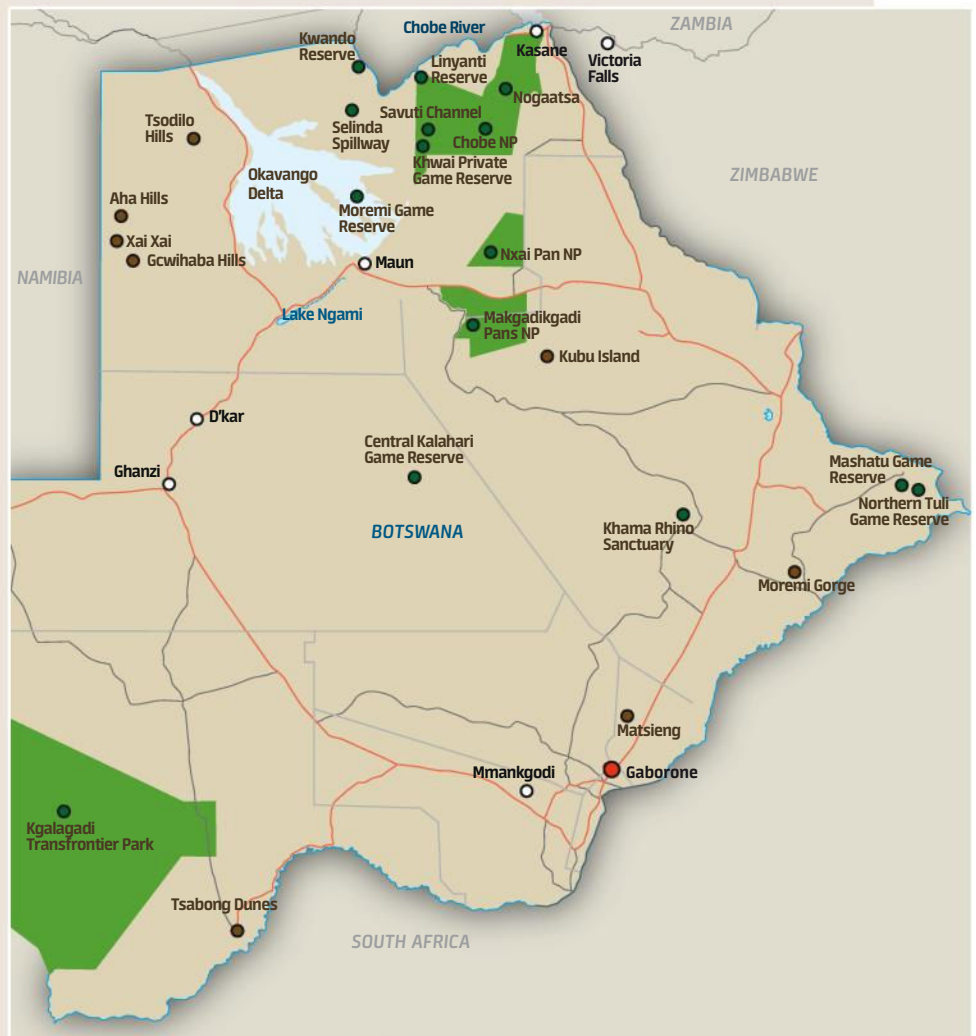 Chobe River
ZAMBIA
Kwando
Reserve
Kasane
Victoria
Falls
Linyanti
Reserve
Nogaatsa
Savuti Channel
Tsodilo
Hills
Selinda
Spillway
Chobe NP
Khwai Private
Game Reserve
Okavango
Delta
ZIMBABWE
Aha Hills
Moremi Game
Reserve
Xai Xai
Gcwihaba Hills
Maun
Nxai Pan NP
NAMIBIA
Lake Ngami
Makgadikgadi
Pans NP
Kubu Island
D'kar
Central Kalahari
Game Reserve
Ghanzi
Mashatu Game
Reserve
Northern Tuli
Game Reserve
BOTSWANA
Khama Rhino
Sanctuary
Moremi Gorge
Matsieng
Mmankgodi
Gaborone
Kgalagadi
Transfrontier Park
Tsabong Dunes
SOUTH AFRICA